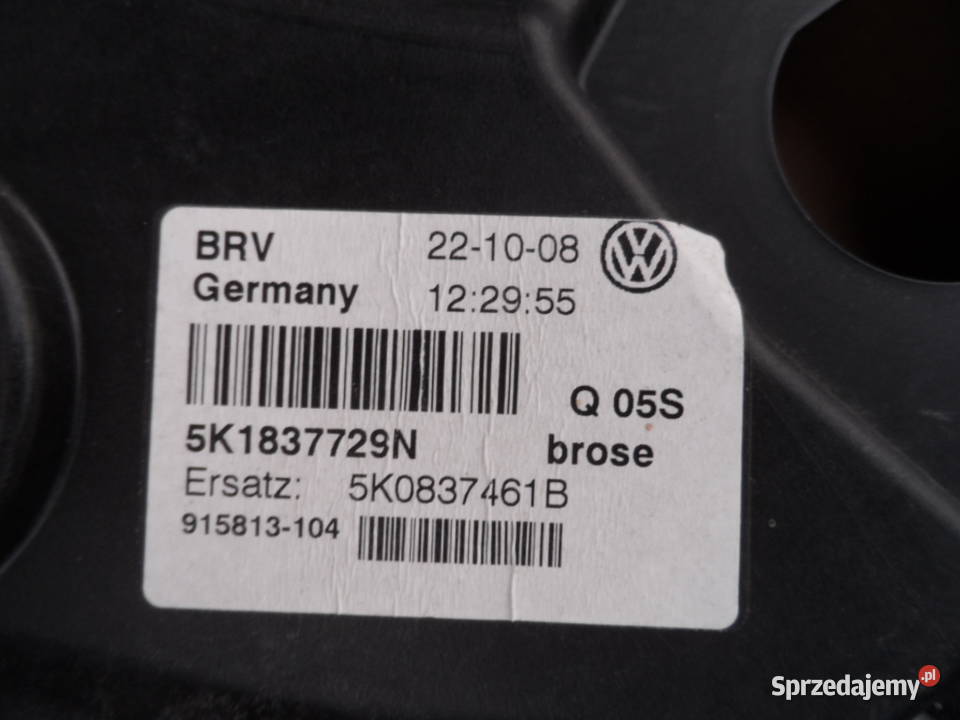 BRV 22-10-08
Germany 12:29:55
Q 05S
5K1837729N brose
Ersatz: 5K0837461B
915813-104
Sprzedajemy.pl